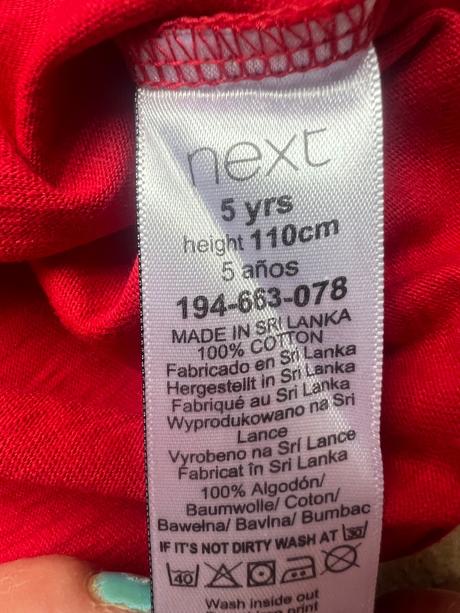 next
5 yrs
height 110cm
5 años
194-663-078
MADE IN SRI LANKA
100% COTTON
Fabricado en Sri Lanka
Hergestellt in Sri Lanka
Fabriqué au Sri Lanka
Wyprodukowano na Sri
Lance
Vyrobeno na Srí Lance
Fabricat în Sri Lanka
100% Algodón/
Baumwolle/ Coton/
Bawełna/ Bavlna/ Bumbac
IF IT'S NOT DIRTY WASH AT 30
40
Wash inside out